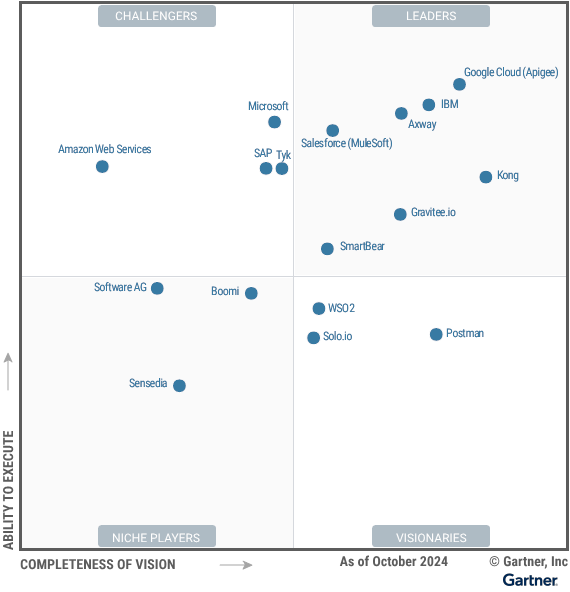 CHALLENGERS
LEADERS
Google Cloud (Apigee)
IBM
Microsoft
Axway
Salesforce (MuleSoft)
Amazon Web Services
SAP
Tyk
Kong
Gravitee.io
SmartBear
Software AG
Boomi
WSO2
Solo.io
Postman
Sensedia
ABILITY TO EXECUTE
NICHE PLAYERS
VISIONARIES
COMPLETENESS OF VISION
As of October 2024
© Gartner, Inc
Gartner